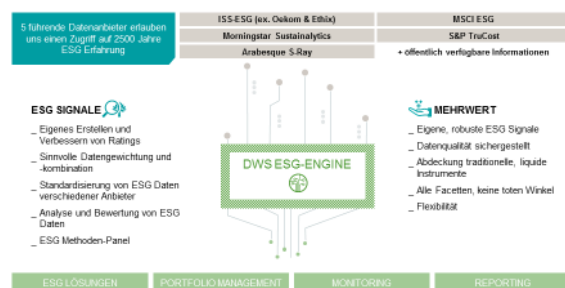 5 führende Datenanbieter erlauben
uns einen Zugriff auf 2500 Jahre
ESG Erfahrung
ISS-ESG (ex. Oekom & Ethix)
MSCI ESG
Morningstar Sustainalytics
S&P TruCost
Arabesque S-Ray
+ öffentlich verfügbare Informationen
ESG SIGNALE
_ Eigenes Erstellen und
Verbessern von Ratings
_ Sinnvolle Datengewichtung und
-kombination
_ Standardisierung von ESG Daten
verschiedener Anbieter
_ Analyse und Bewertung von ESG
Daten
_ ESG Methoden-Panel
DWS ESG-ENGINE
MEHRWERT
_ Eigene, robuste ESG Signale
_ Datenqualität sichergestellt
_ Abdeckung traditionelle, liquide
Instrumente
_ Alle Facetten, keine toten Winkel
_ Flexibilität
ESG LÖSUNGEN
PORTFOLIO MANAGEMENT
MONITORING
REPORTING